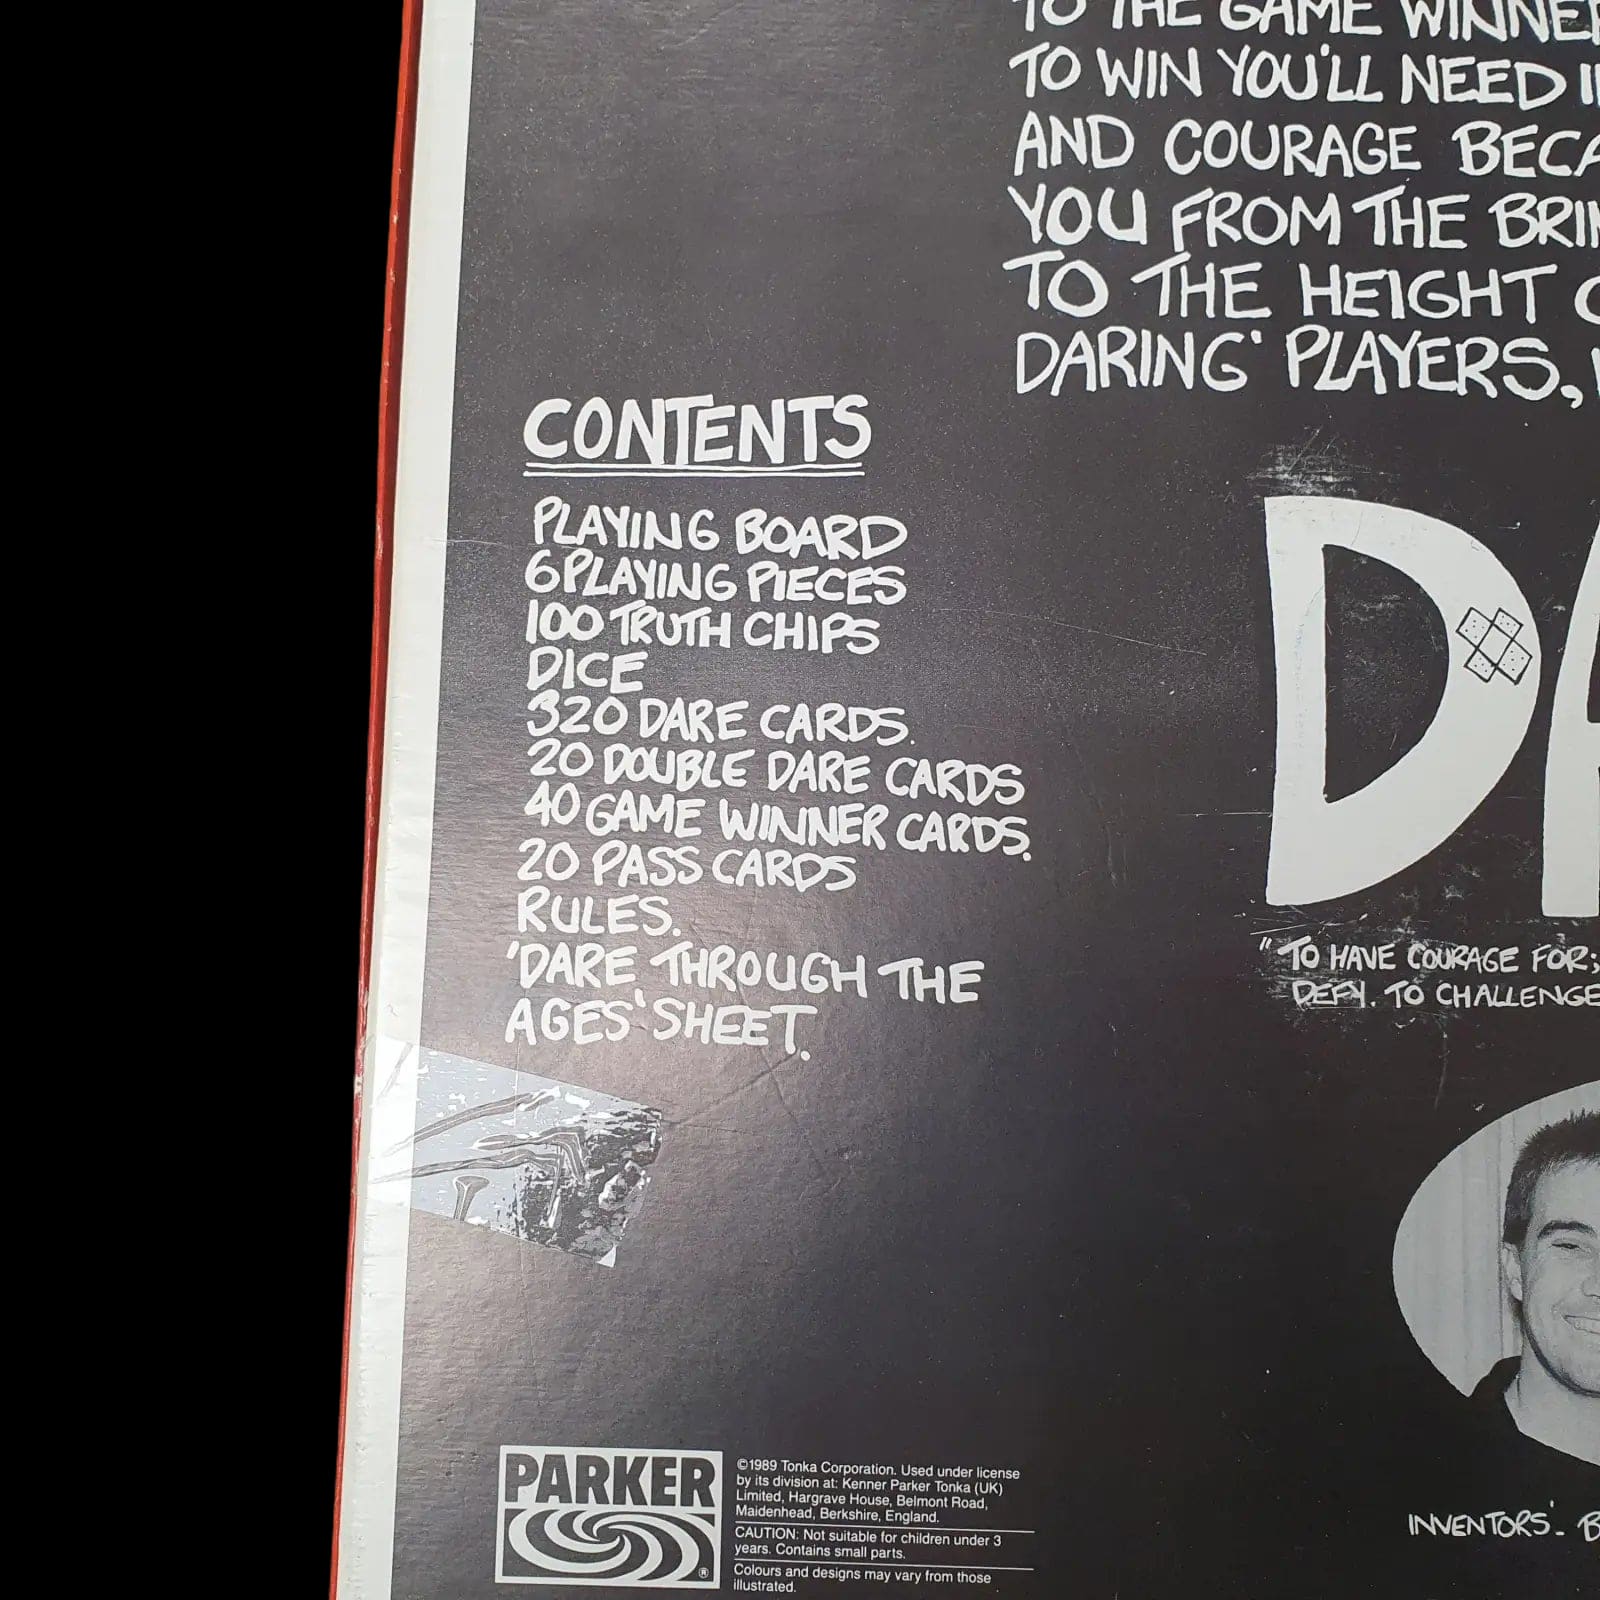 TO THE GAME WINNER
TO WIN YOU'LL NEED
AND COURAGE
YOU FROM THE
TO THE HEIGHT
DARING' PLAYERS,
CONTENTS
PLAYING BOARD
6 PLAYING PIECES
100 TRUTH CHIPS
DICE
320 DARE CARDS.
20 DOUBLE DARE CARDS
40 GAME WINNER CARDS.
20 PASS CARDS
RULES.
'DARE THROUGH THE
AGES' SHEET.
"TO HAVE COURAGE FOR;
DEFY. TO CHALLENGE
PARKER
®
©1989 Tonka Corporation. Used under license
by its division at: Kenner Parker Tonka (UK)
Limited, Hargrave House, Belmont Road,
Maidenhead, Berkshire, England.
CAUTION: Not suitable for children under 3
years. Contains small parts.
Colours and designs may vary from those
illustrated.
INVENTORS'-